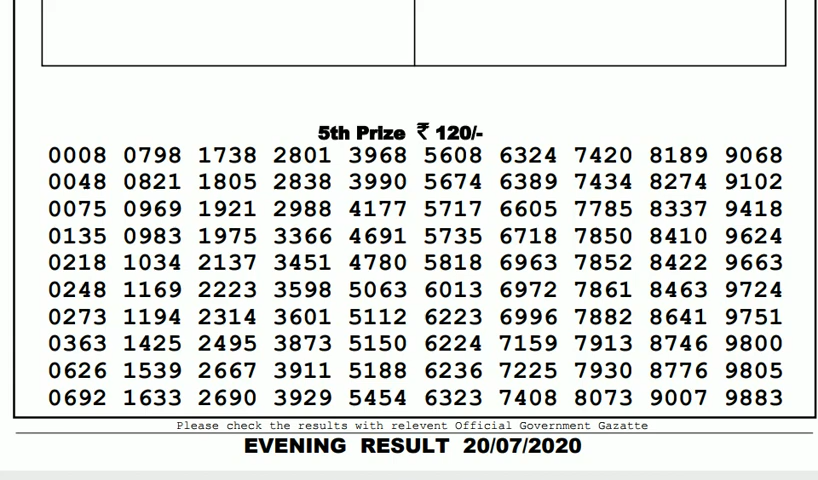 5th Prize ₹ 120/-
0008 0798 1738 2801 3968 5608 6324 7420 8189 9068
0048 0821 1805 2838 3990 5674 6389 7434 8274 9102
0075 0969 1921 2988 4177 5717 6605 7785 8337 9418
0135 0983 1975 3366 4691 5735 6718 7850 8410 9624
0218 1034 2137 3451 4780 5818 6963 7852 8422 9663
0248 1169 2223 3598 5063 6013 6972 7861 8463 9724
0273 1194 2314 3601 5112 6223 6996 7882 8641 9751
0363 1425 2495 3873 5150 6224 7159 7913 8746 9800
0626 1539 2667 3911 5188 6236 7225 7930 8776 9805
0692 1633 2690 3929 5454 6323 7408 8073 9007 9883
Please check the results with relevent Official Government Gazatte
EVENING RESULT 20/07/2020